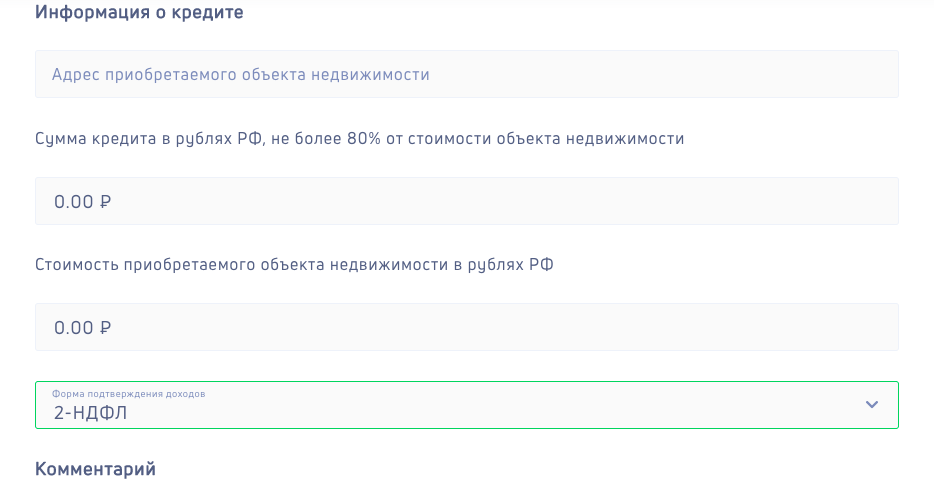 Информация о кредите
Адрес приобретаемого объекта недвижимости
Сумма кредита в рублях РФ, не более 80% от стоимости объекта недвижимости
0.00 ₽
Стоимость приобретаемого объекта недвижимости в рублях РФ
0.00 ₽
Форма подтверждения доходов
2-НДФЛ
Комментарий